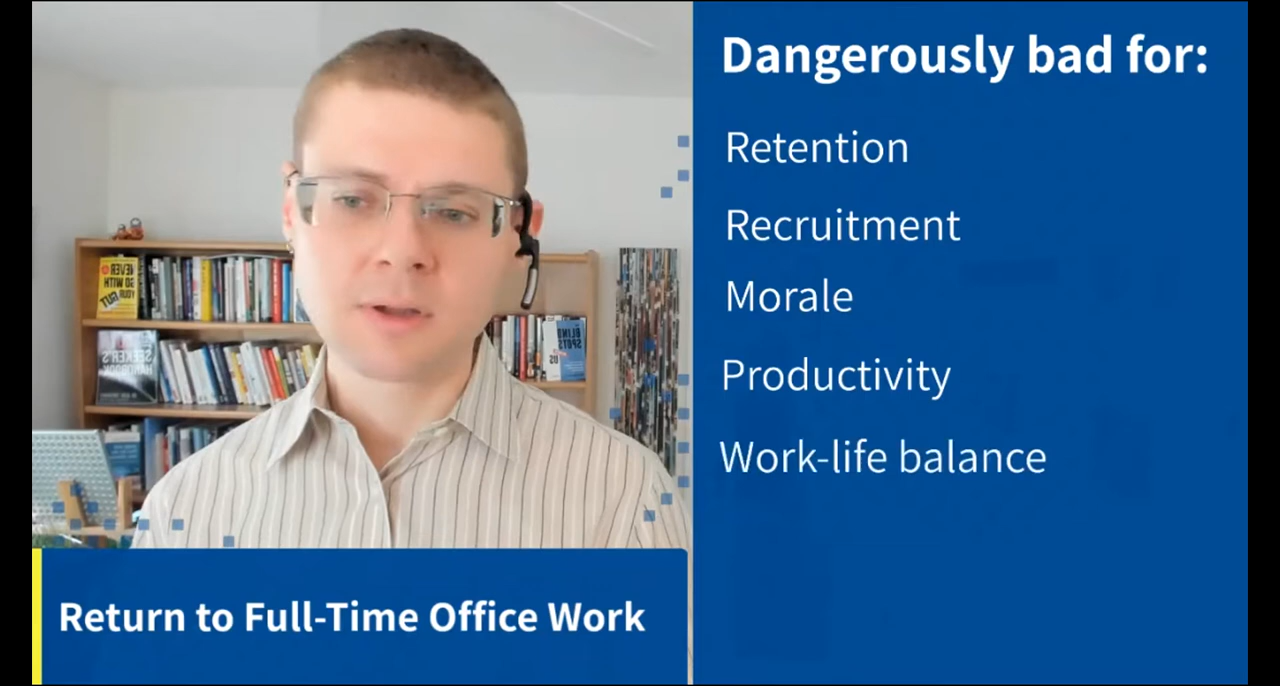 Dangerously bad for:
Retention
Recruitment
Morale
Productivity
Work-life balance
Return to Full-Time Office Work
NEVER
GO WITH
YOUR
GUT
SEEKER'S
HANDBOOK
BLIND
SPOTS
US